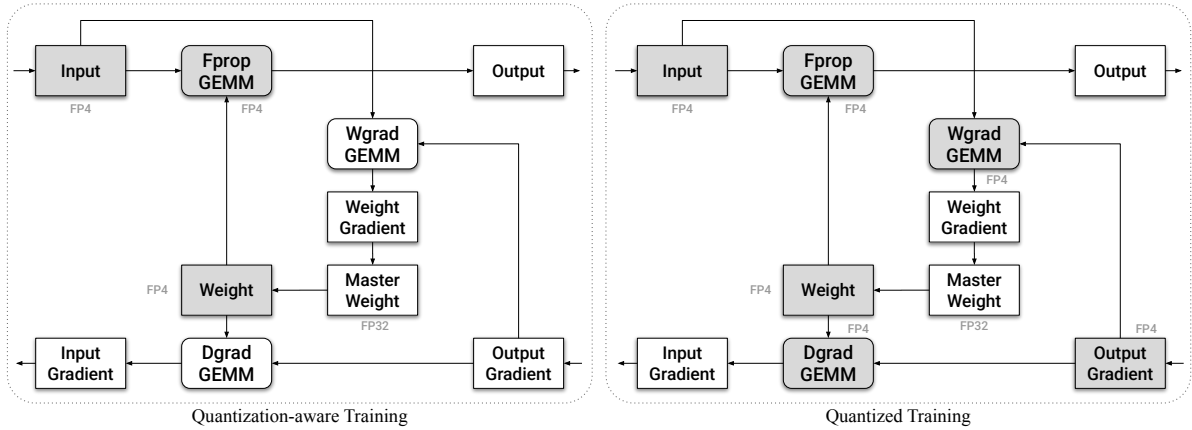 Input
FP4
Fprop
GEMM
FP4
Output
Wgrad
GEMM
Weight
Gradient
Master
Weight
FP32
Weight
FP4
Input
Gradient
Dgrad
GEMM
Output
Gradient
Quantization-aware Training
Input
FP4
Fprop
GEMM
FP4
Output
Wgrad
GEMM
FP4
Weight
Gradient
Master
Weight
FP32
Weight
FP4
FP4
Input
Gradient
Dgrad
GEMM
FP4
Output
Gradient
Quantized Training